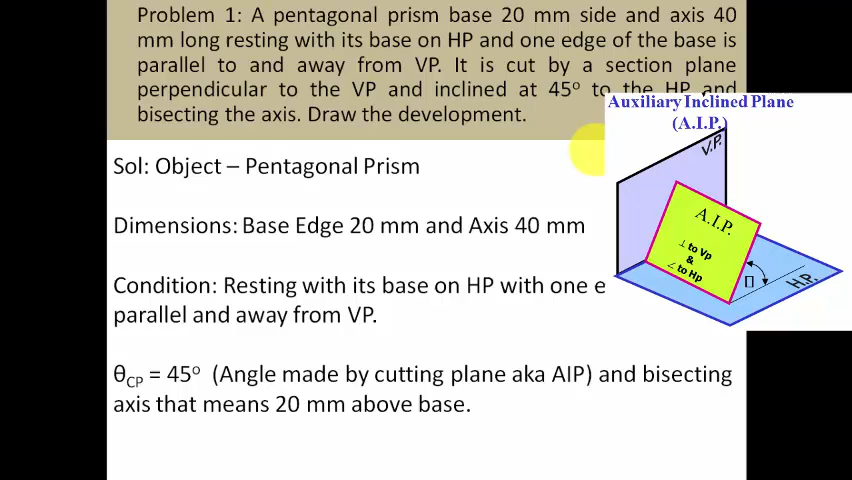 Problem 1: A pentagonal prism base 20 mm side and axis 40
mm long resting with its base on HP and one edge of the base is
parallel to and away from VP. It is cut by a section plane
perpendicular to the VP and inclined at 45° to the HP and
bisecting the axis. Draw the development.
Auxiliary Inclined Plane
(A.I.P.)
V.P.
A.I.P.
⊥ to Vp
&
∠ to Hp
H.P.
Sol: Object – Pentagonal Prism
Dimensions: Base Edge 20 mm and Axis 40 mm
Condition: Resting with its base on HP with one e
parallel and away from VP.
θCP = 45° (Angle made by cutting plane aka AIP) and bisecting
axis that means 20 mm above base.